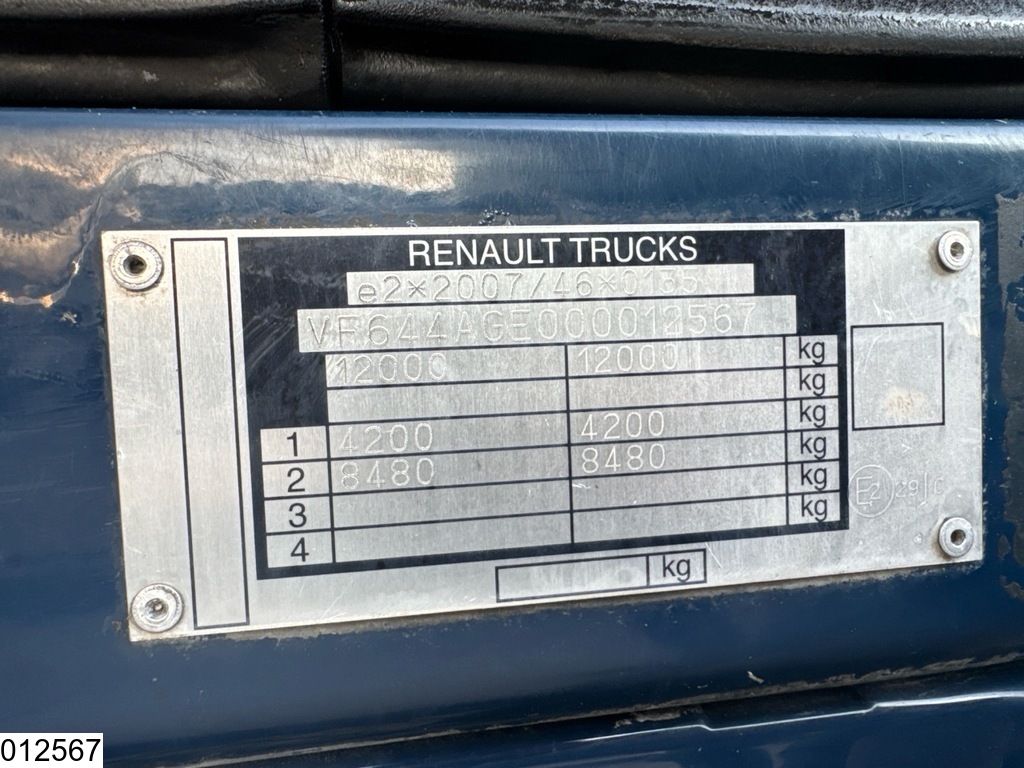 RENAULT TRUCKS
e2*2007/46*0135
VF644AGE000012567
12000 12000 kg
kg
kg
1 4200 4200 kg
2 8480 8480 kg
3 kg
4
kg
E2 29 C
012567